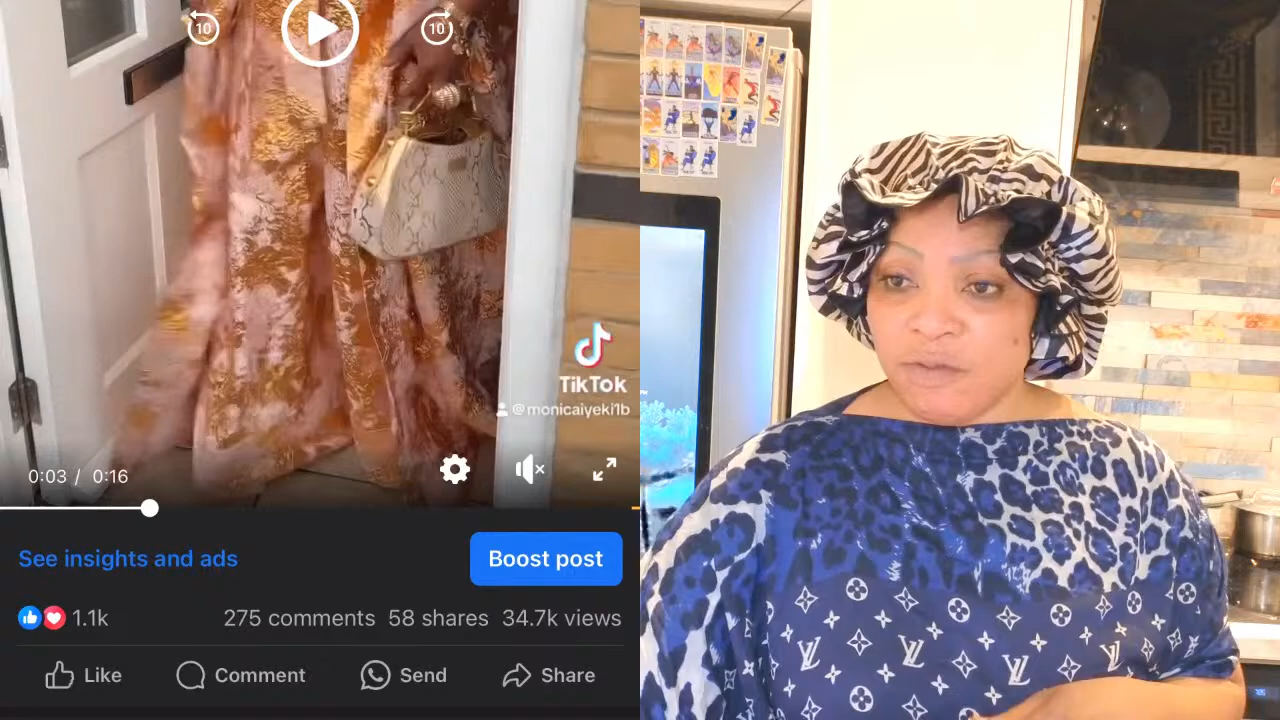 10
10
TikTok
@monicaiyeki1b
0:03 / 0:16
See insights and ads
Boost post
1.1k
275 comments 58 shares 34.7k views
Like
Comment
Send
Share